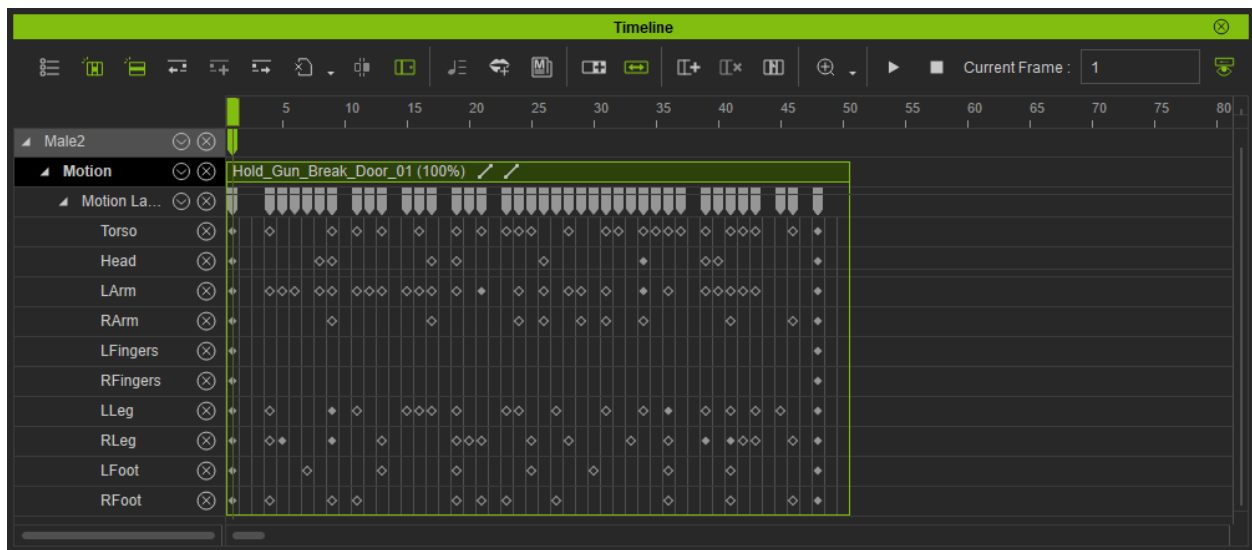 Timeline
Current Frame : 1
5 10 15 20 25 30 35 40 45 50 55 60 65 70 75 80
Male2
Motion
Hold_Gun_Break_Door_01 (100%)
Motion La...
Torso
Head
LArm
RArm
LFingers
RFingers
LLeg
RLeg
LFoot
RFoot